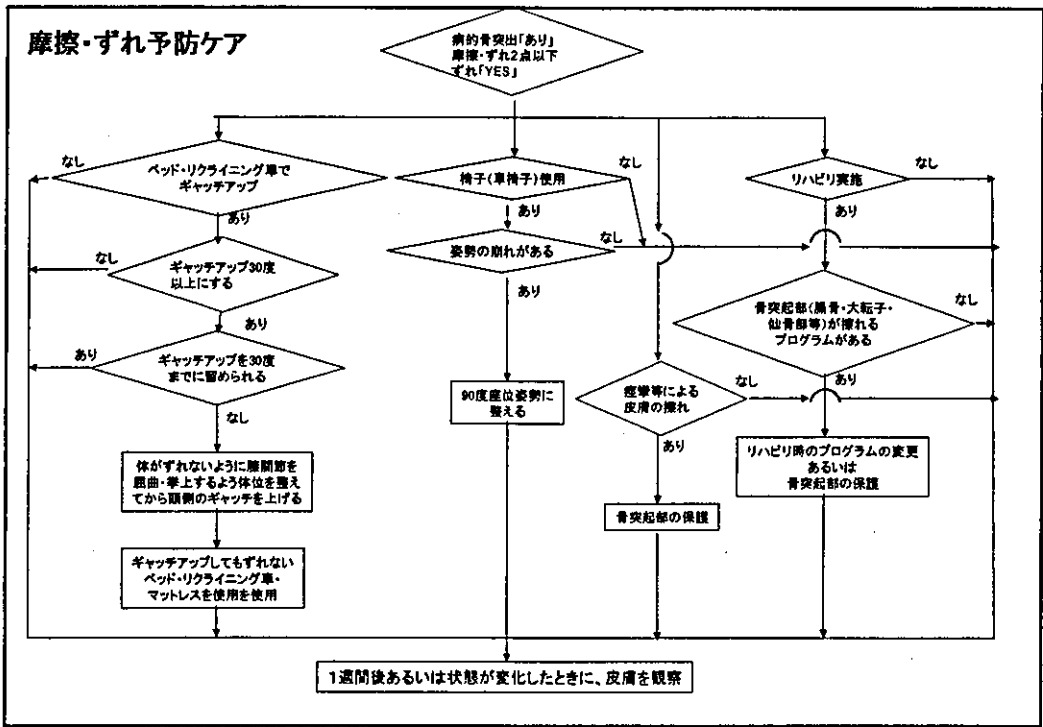 摩擦・ずれ予防ケア
病的骨突出「あり」
摩擦・ずれ2点以下
ずれ「YES」
なし
ベッド・リクライニング車で
ギャッチアップ
あり
なし
ギャッチアップ30度
以上にする
あり
あり
ギャッチアップを30度
までに留められる
なし
体がずれないように膝関節を
屈曲・挙上するよう体位を整え
てから頭側のギャッチを上げる
ギャッチアップしてもずれない
ベッド・リクライニング車・
マットレスを使用を使用
椅子(車椅子)使用
なし
あり
姿勢の崩れがある
なし
あり
90度座位姿勢に
整える
痙攣等による
皮膚の擦れ
なし
あり
骨突起部の保護
リハビリ実施
なし
あり
骨突起部(腸骨・大転子・
仙骨部等)が擦れる
プログラムがある
なし
あり
リハビリ時のプログラムの変更
あるいは
骨突起部の保護
1週間後あるいは状態が変化したときに、皮膚を観察